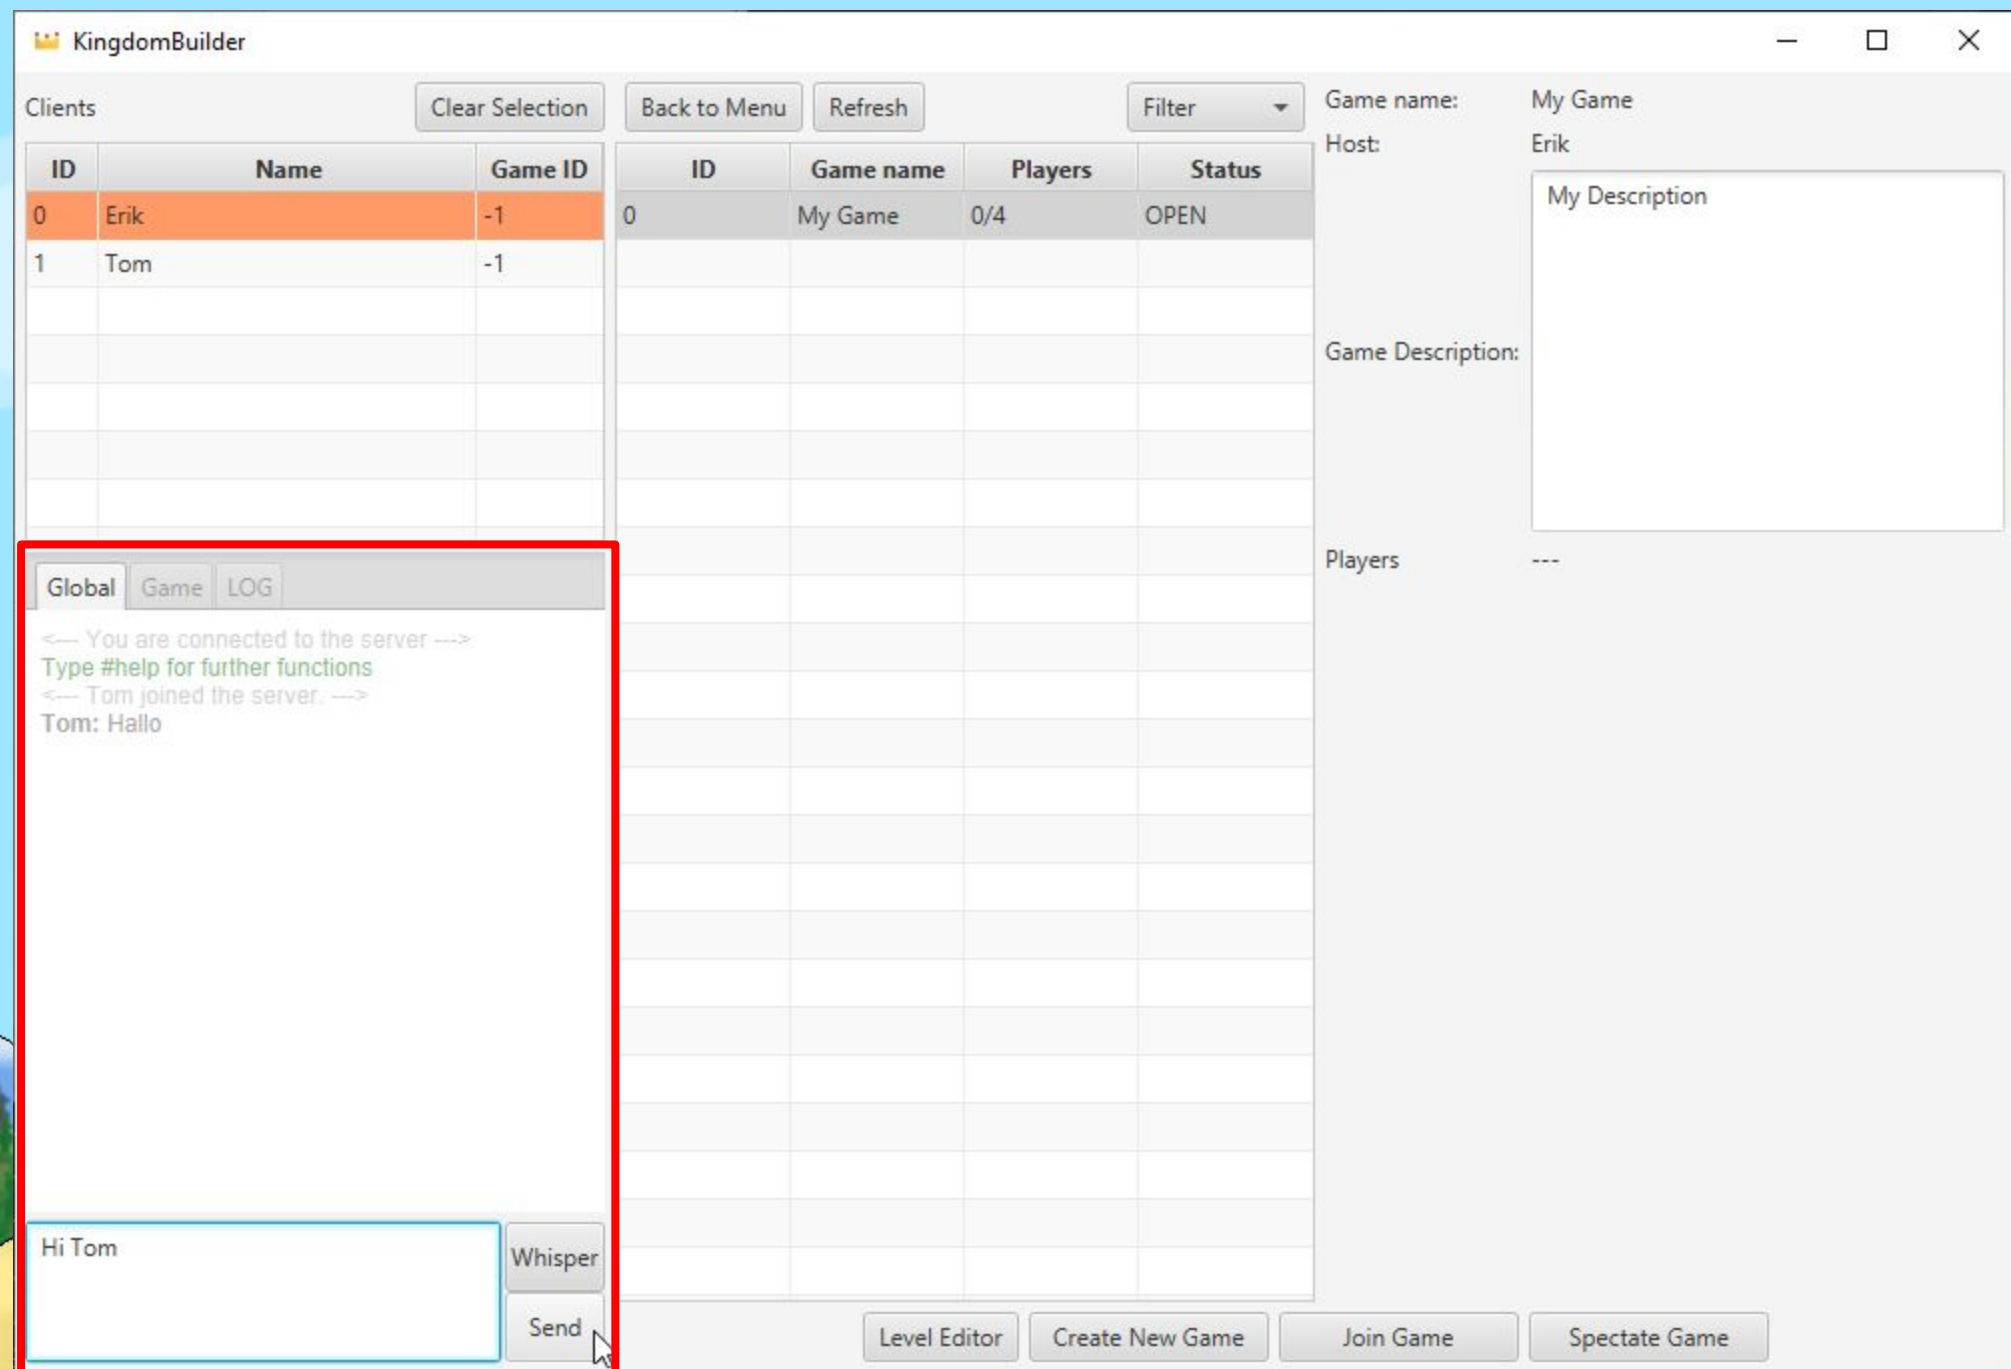 KingdomBuilder
Clients
Clear Selection
ID Name Game ID
0 Erik -1
1 Tom -1
Global Game LOG
<--- You are connected to the server --->
Type #help for further functions
<--- Tom joined the server. --->
Tom: Hallo
Hi Tom
Whisper
Send
Back to Menu Refresh Filter
ID Game name Players Status
0 My Game 0/4 OPEN
Game name: My Game
Host: Erik
Game Description: My Description
Players ---
Level Editor Create New Game Join Game Spectate Game